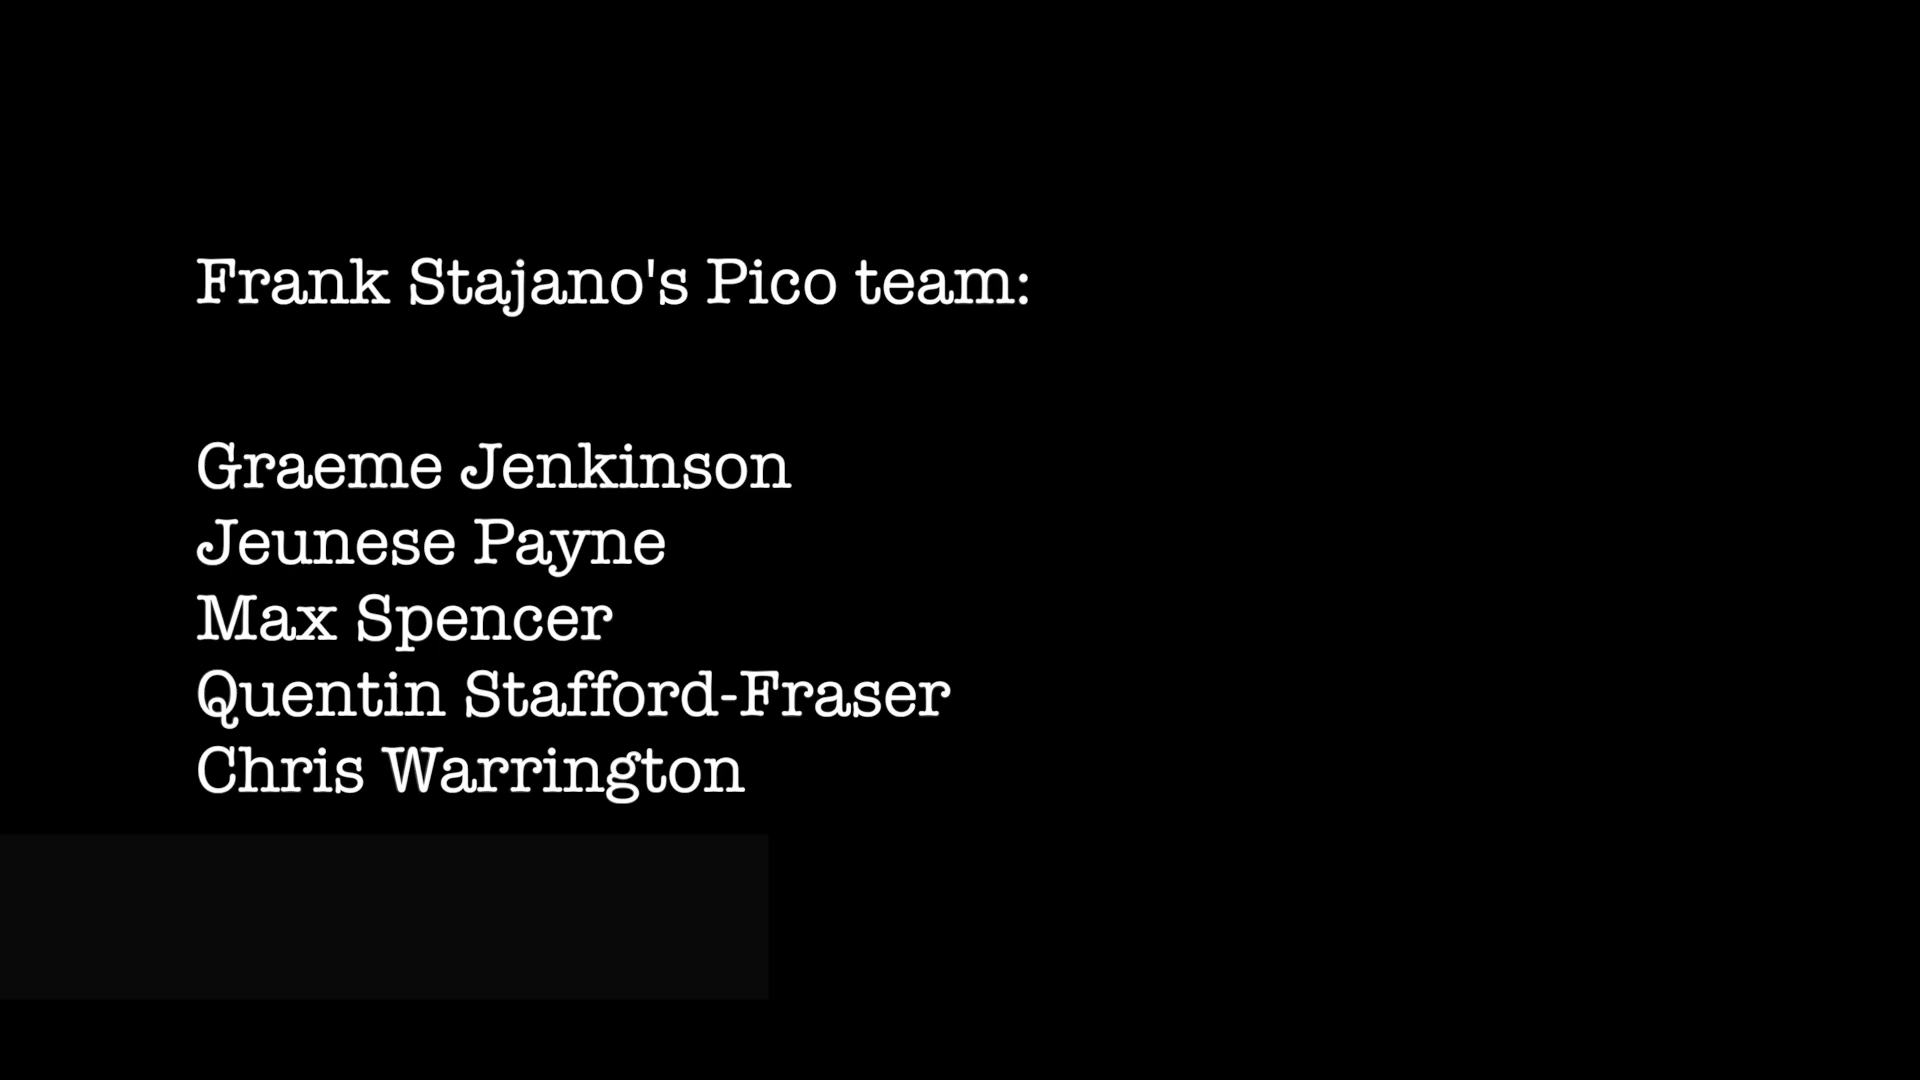 Frank Stajano's Pico team:
Graeme Jenkinson
Jeunese Payne
Max Spencer
Quentin Stafford-Fraser
Chris Warrington